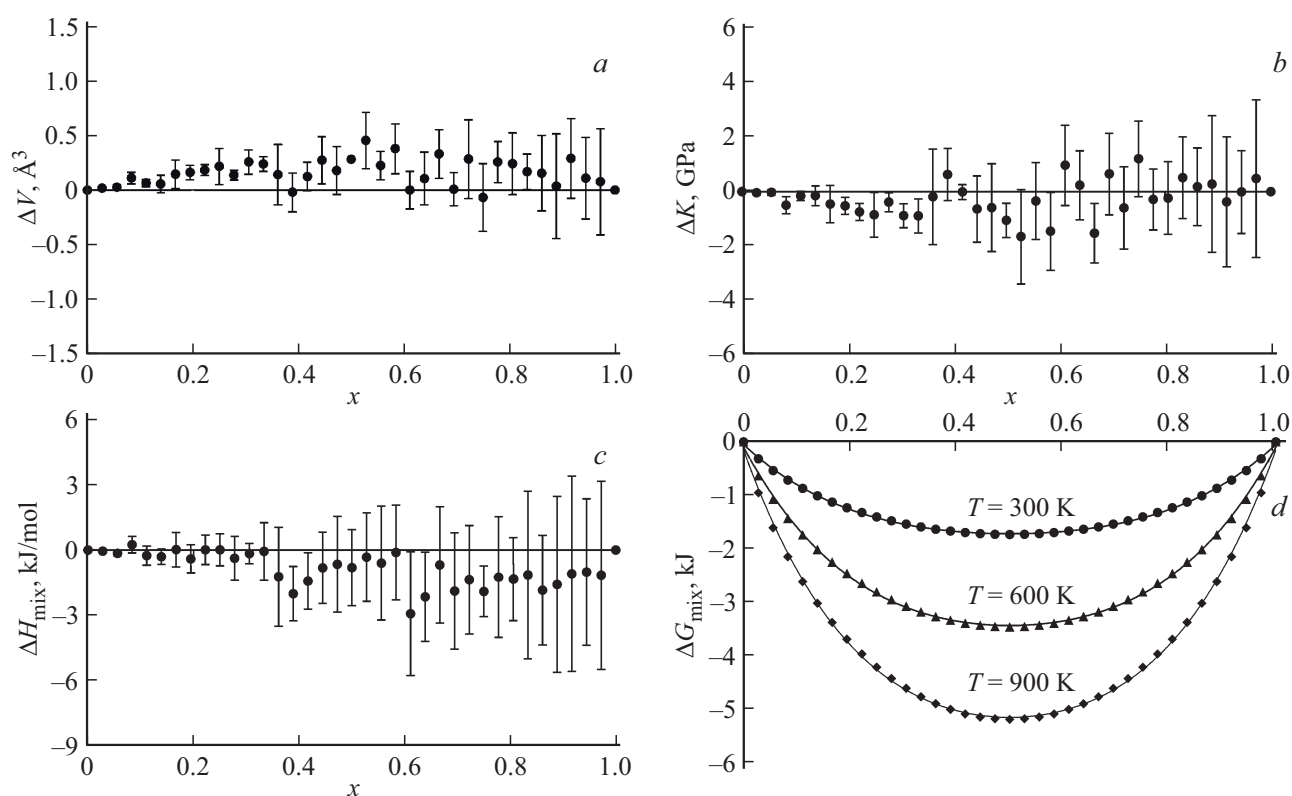 1.5
1.0
0.5
0
–0.5
–1.0
–1.5
ΔV, Å³
a
0 0.2 0.4 0.6 0.8 1.0
x
6
4
2
0
–2
–4
–6
ΔK, GPa
b
0 0.2 0.4 0.6 0.8 1.0
x
6
3
0
–3
–6
–9
ΔHmix, kJ/mol
c
0 0.2 0.4 0.6 0.8 1.0
x
0 0.2 0.4 0.6 0.8 1.0
0
–1
–2
–3
–4
–5
–6
ΔGmix, kJ
d
T = 300 K
T = 600 K
T = 900 K